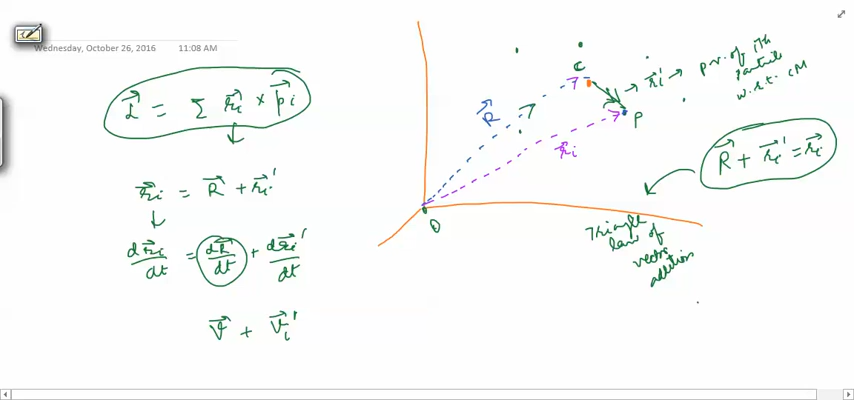 Wednesday, October 26, 2016 11:08 AM
L⃗ = Σ r⃗i × p⃗i
r⃗i = R⃗ + r⃗i′
dr⃗i/dt = dR⃗/dt + dr⃗i′/dt
v⃗ + v⃗i′
C
→ r⃗i′ → p.v. of ith
particle
w.r.t. CM
P
R⃗
r⃗i
O
R⃗ + r⃗i′ = r⃗i
Triangle
law of
vector
addition